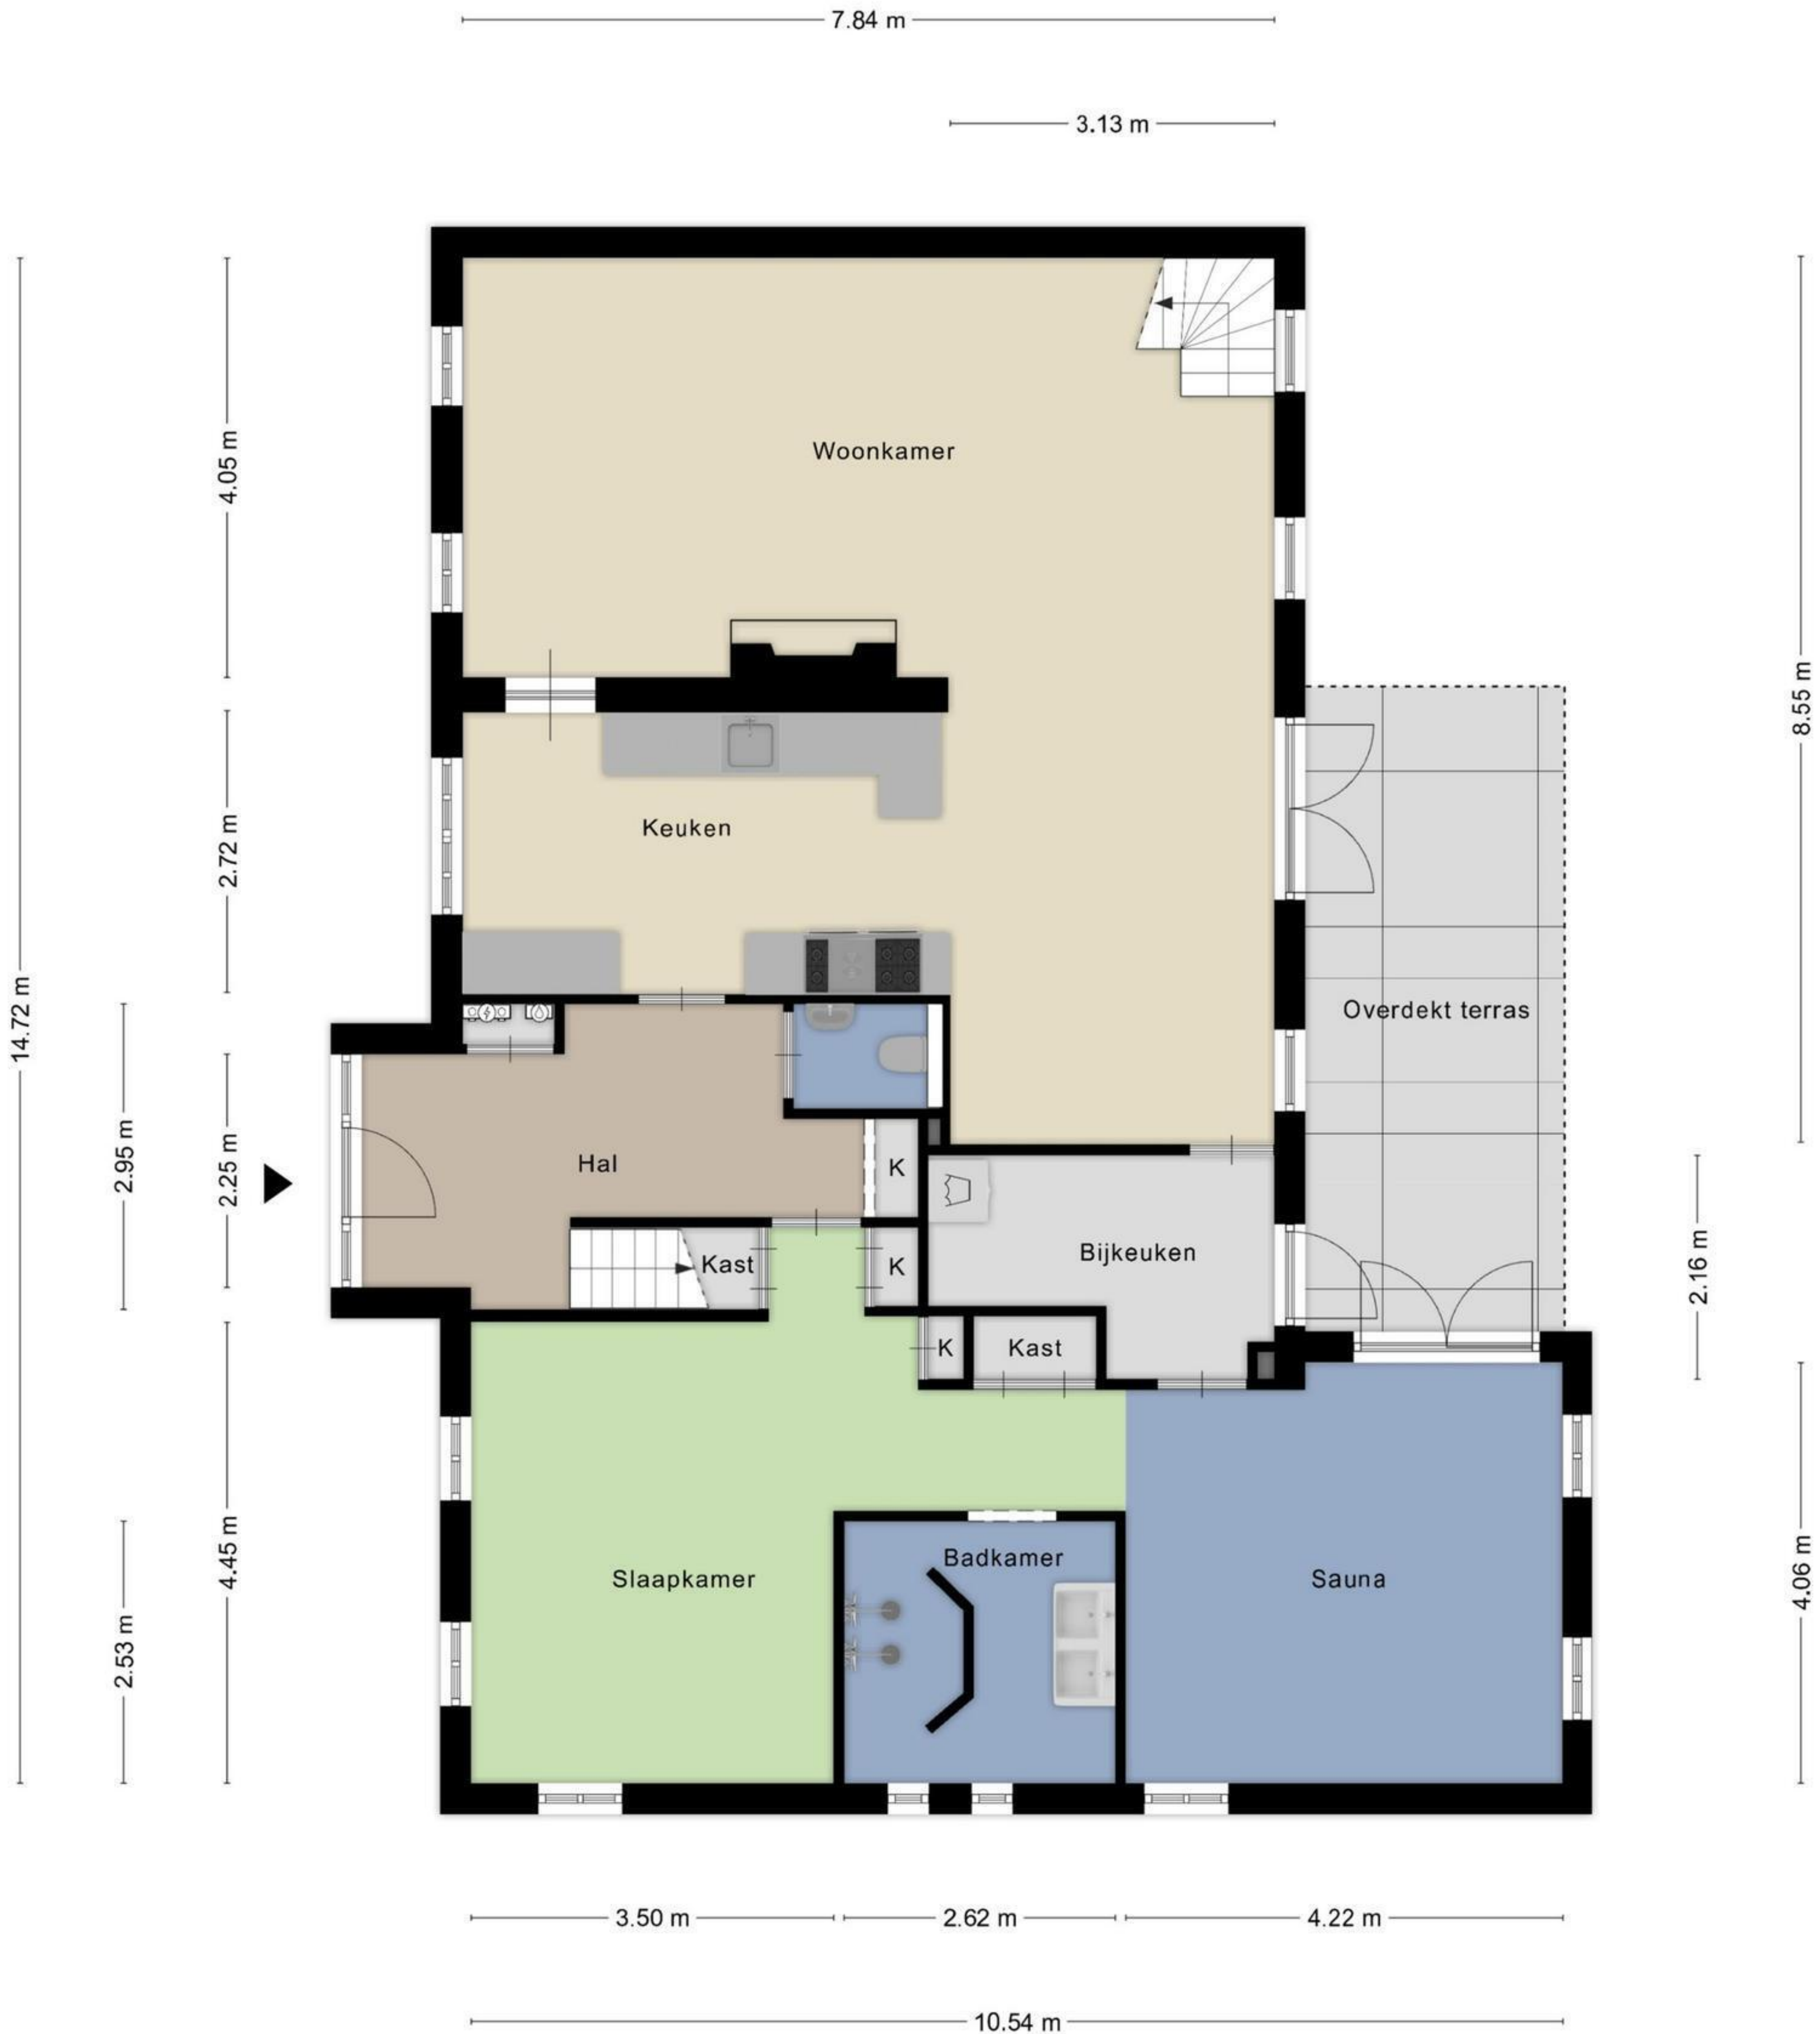 7.84 m
3.13 m
4.05 m
Woonkamer
8.55 m
2.72 m
Keuken
14.72 m
Overdekt terras
2.95 m
2.25 m
Hal
K
Bijkeuken
Kast
K
2.16 m
K
Kast
4.45 m
Badkamer
Slaapkamer
Sauna
4.06 m
2.53 m
3.50 m
2.62 m
4.22 m
10.54 m